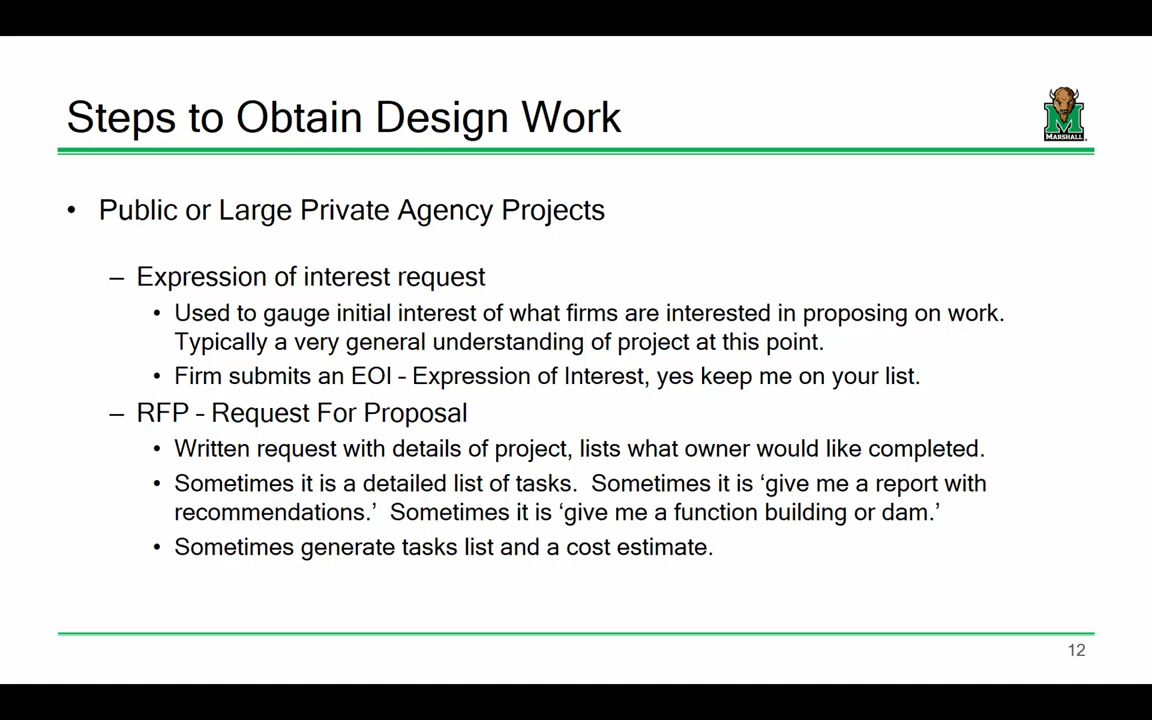 Steps to Obtain Design Work
M
MARSHALL
• Public or Large Private Agency Projects
– Expression of interest request
• Used to gauge initial interest of what firms are interested in proposing on work.
Typically a very general understanding of project at this point.
• Firm submits an EOI - Expression of Interest, yes keep me on your list.
– RFP - Request For Proposal
• Written request with details of project, lists what owner would like completed.
• Sometimes it is a detailed list of tasks.  Sometimes it is ‘give me a report with
recommendations.’  Sometimes it is ‘give me a function building or dam.’
• Sometimes generate tasks list and a cost estimate.
12